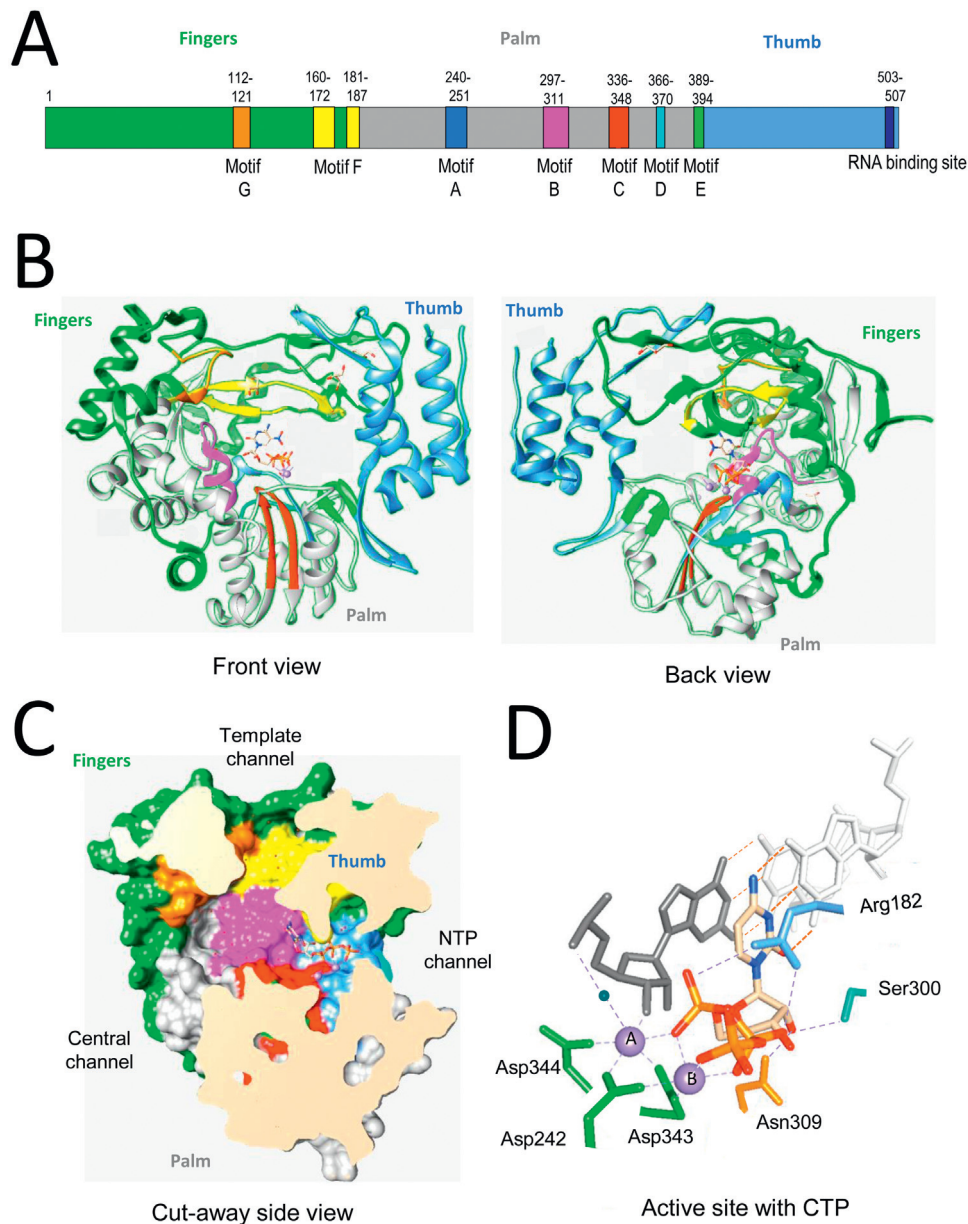 A
Fingers
Palm
Thumb
1
112-
121
160-
172
181-
187
240-
251
297-
311
336-
348
366-
370
389-
394
503-
507
Motif
G
Motif F
Motif
A
Motif
B
Motif
C
Motif
D
Motif
E
RNA binding site
B
Fingers
Thumb
Palm
Front view
Thumb
Fingers
Palm
Back view
C
Fingers
Template
channel
Thumb
NTP
channel
Central
channel
Palm
Cut-away side view
D
Arg182
Ser300
A
Asp344
B
Asp242
Asp343
Asn309
Active site with CTP